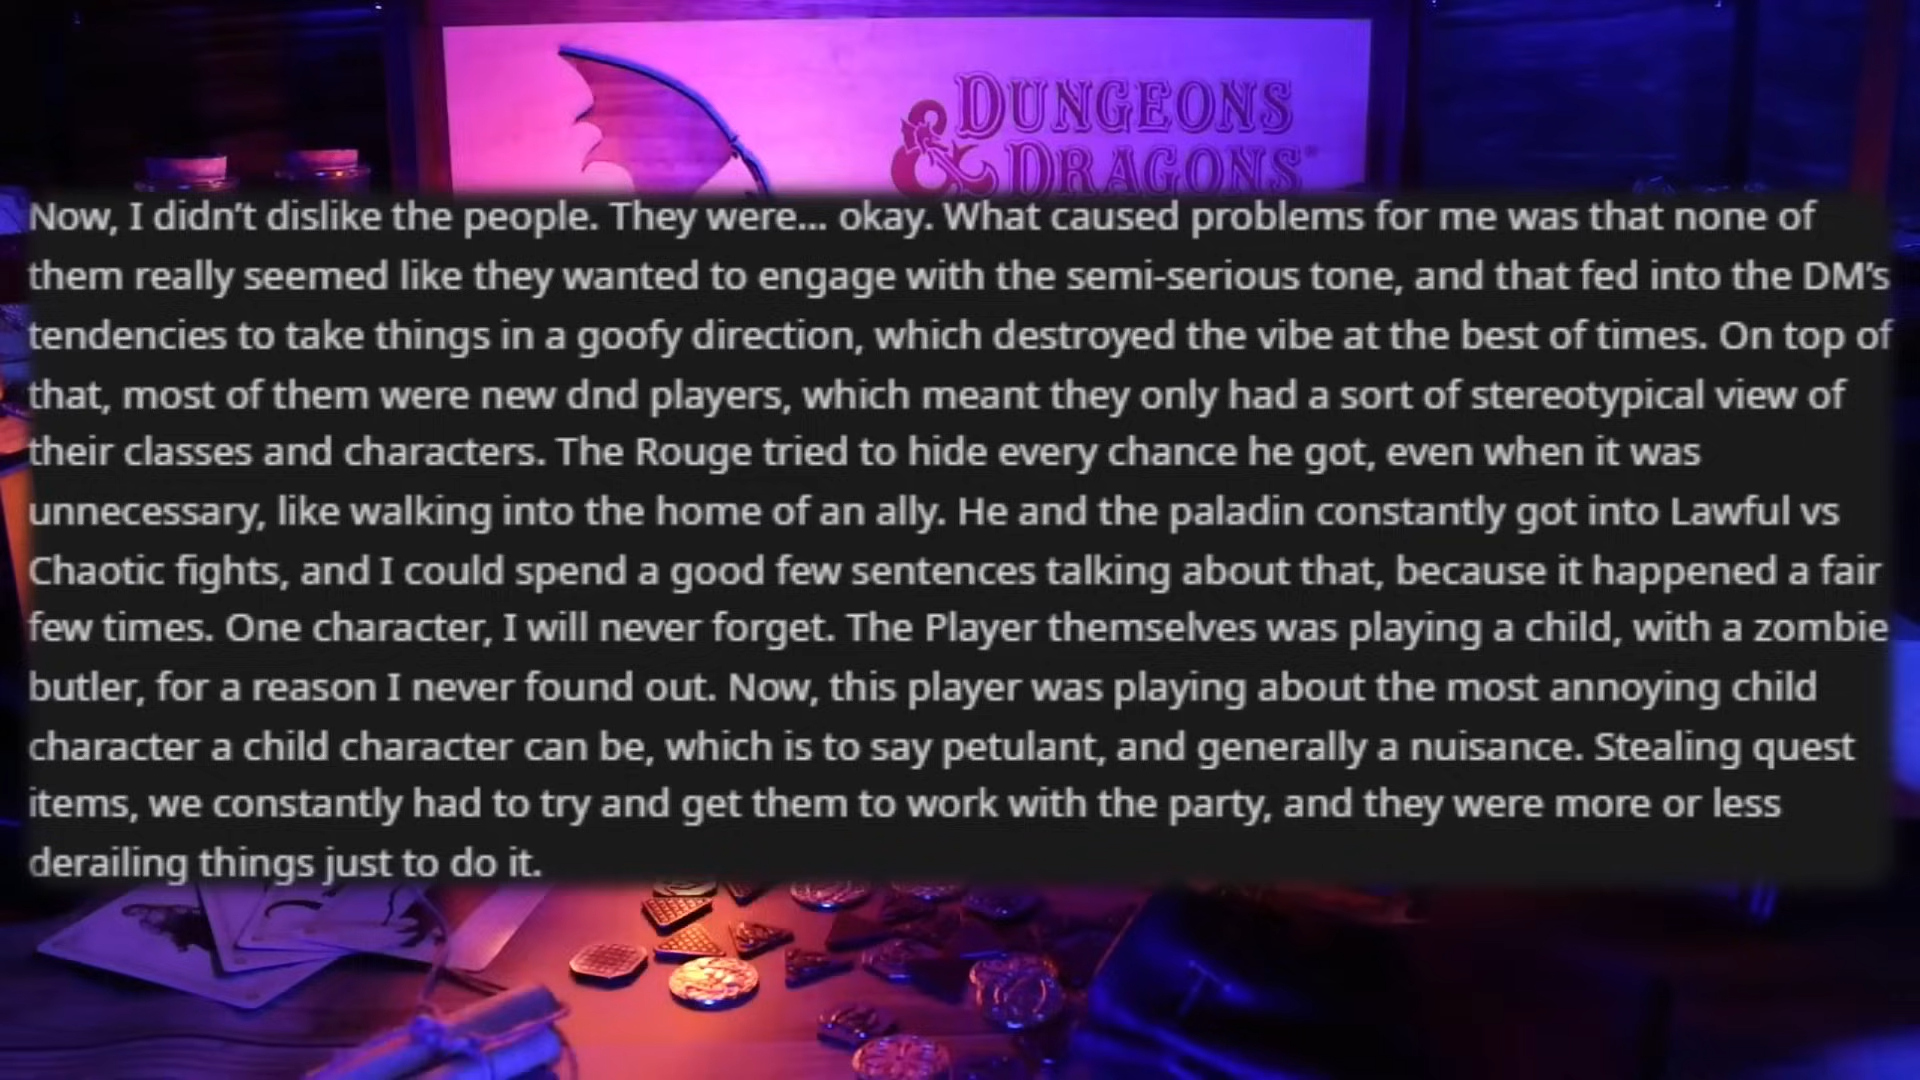 DUNGEONS
& DRAGONS
Now, I didn’t dislike the people. They were... okay. What caused problems for me was that none of
them really seemed like they wanted to engage with the semi-serious tone, and that fed into the DM’s
tendencies to take things in a goofy direction, which destroyed the vibe at the best of times. On top of
that, most of them were new dnd players, which meant they only had a sort of stereotypical view of
their classes and characters. The Rouge tried to hide every chance he got, even when it was
unnecessary, like walking into the home of an ally. He and the paladin constantly got into Lawful vs
Chaotic fights, and I could spend a good few sentences talking about that, because it happened a fair
few times. One character, I will never forget. The Player themselves was playing a child, with a zombie
butler, for a reason I never found out. Now, this player was playing about the most annoying child
character a child character can be, which is to say petulant, and generally a nuisance. Stealing quest
items, we constantly had to try and get them to work with the party, and they were more or less
derailing things just to do it.